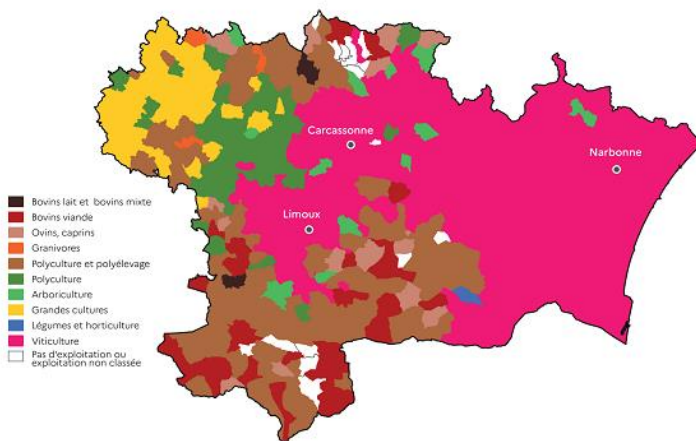 Carcassonne
Narbonne
Limoux
Bovins lait et bovins mixte
Bovins viande
Ovins, caprins
Granivores
Polyculture et polyélevage
Polyculture
Arboriculture
Grandes cultures
Légumes et horticulture
Viticulture
Pas d'exploitation ou
exploitation non classée